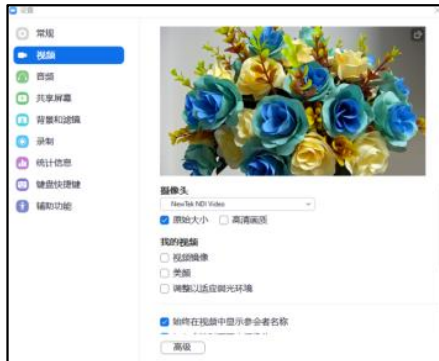 设置
常规
视频
音频
共享屏幕
背景和滤镜
录制
统计信息
键盘快捷键
辅助功能
摄像头
NewTek NDI Video
原始大小 高清画质
我的视频
视频镜像
美颜
调整以适应弱光环境
始终在视频中显示参会者名称
高级